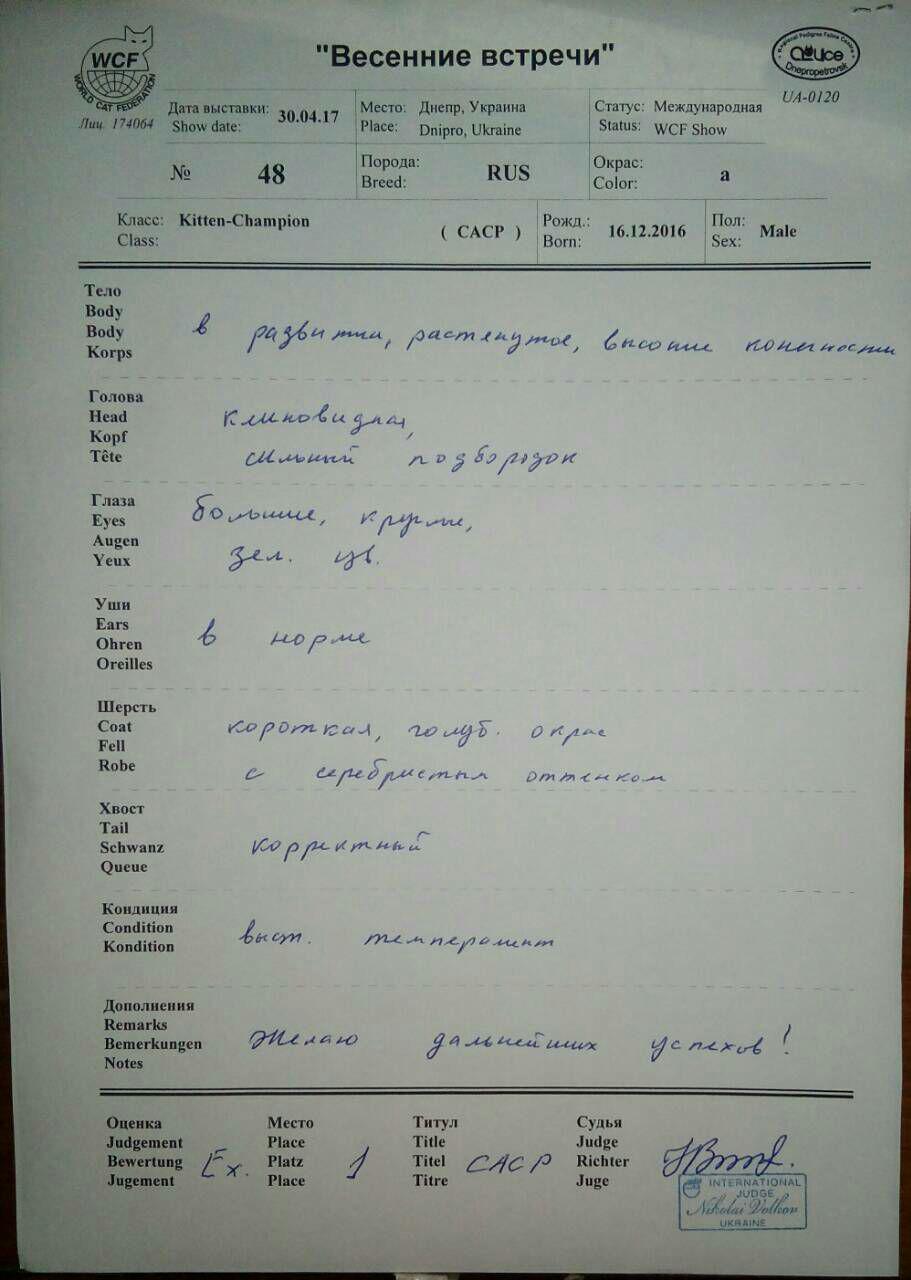 WCF
WORLD CAT FEDERATION
Лиц. 174064
"Весенние встречи"
Regional Pedigree Feline Centre
Dnepropetrovsk
UA-0120
Дата выставки: 30.04.17
Show date:
Место: Днепр, Украина
Place: Dnipro, Ukraine
Статус: Международная
Status: WCF Show
№ 48
Порода: RUS
Breed:
Окрас: a
Color:
Класс: Kitten-Champion ( CACP )
Class:
Рожд.: 16.12.2016
Born:
Пол: Male
Sex:
Тело
Body
Body
Korps
в развитии, растянутое, высокие конечности
Голова
Head
Kopf
Tête
клиновидная,
сильный подбородок
Глаза
Eyes
Augen
Yeux
большие, круглые,
зел. цв.
Уши
Ears
Ohren
Oreilles
в норме
Шерсть
Coat
Fell
Robe
короткая, голуб. окрас
с серебристым оттенком
Хвост
Tail
Schwanz
Queue
корректный
Кондиция
Condition
Kondition
выст. темперамент
Дополнения
Remarks
Bemerkungen
Notes
Желаю дальнейших успехов!
Оценка
Judgement
Bewertung
Jugement
Ex.
Место
Place
Platz
Place
1
Титул
Title
Titel
Titre
CACP
Судья
Judge
Richter
Juge
INTERNATIONAL
JUDGE
Nikolai Volkov
UKRAINE